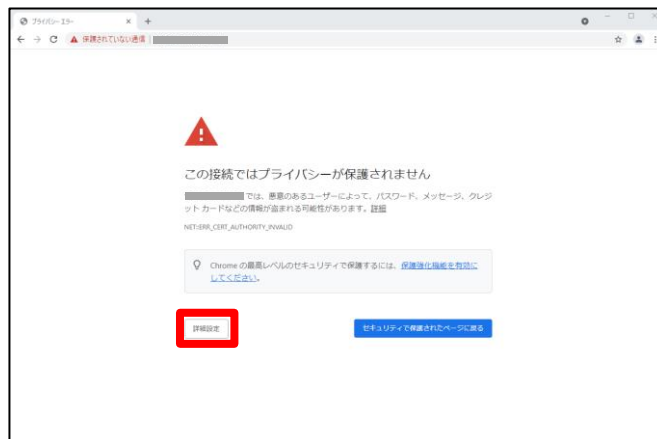 プライバシー エラー
保護されていない通信
この接続ではプライバシーが保護されません
では、悪意のあるユーザーによって、パスワード、メッセージ、クレジ
ット カードなどの情報が盗まれる可能性があります。詳細
NET::ERR_CERT_AUTHORITY_INVALID
Chrome の最高レベルのセキュリティで保護するには、保護強化機能を有効に
してください。
詳細設定
セキュリティで保護されたページに戻る